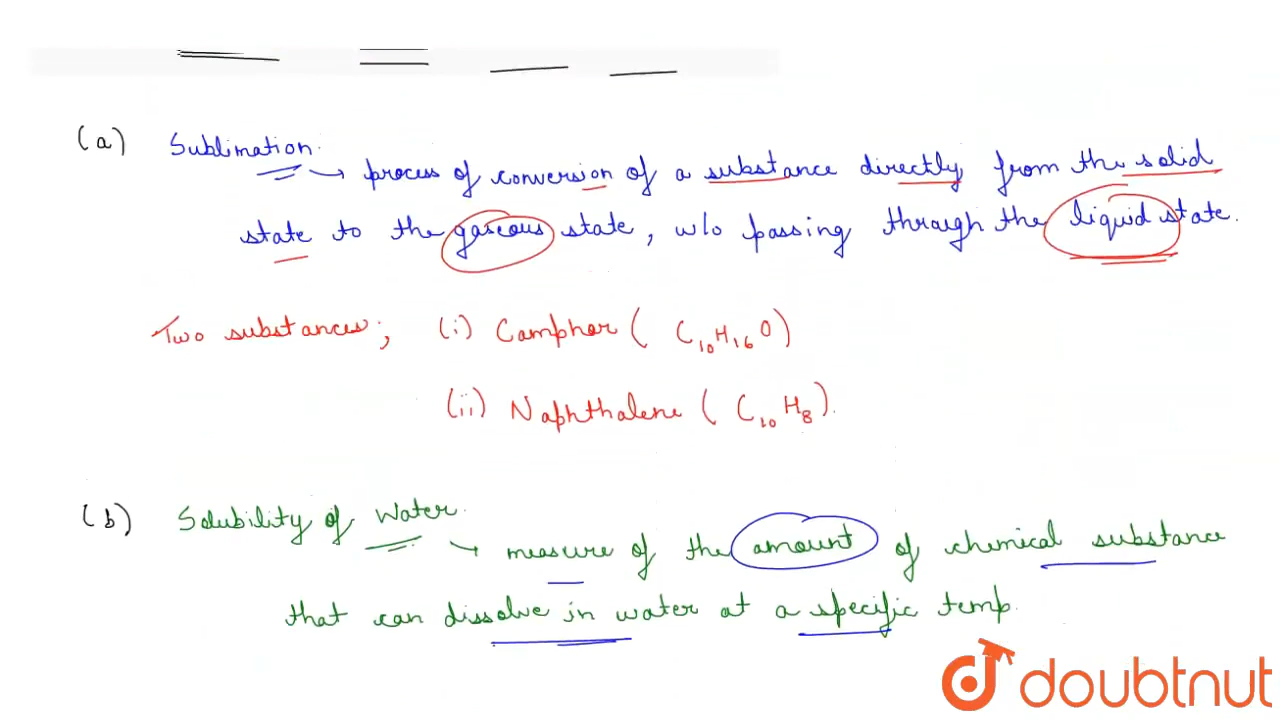 (a) Sublimation.
→ process of conversion of a substance directly from the solid
state to the gaseous state, w/o passing through the liquid state.
Two substances; (i) Camphor ( C₁₀H₁₆O)
(ii) Naphthalene ( C₁₀H₈).
(b) Solubility of Water.
→ measure of the amount of chemical substance
that can dissolve in water at a specific temp.
doubtnut